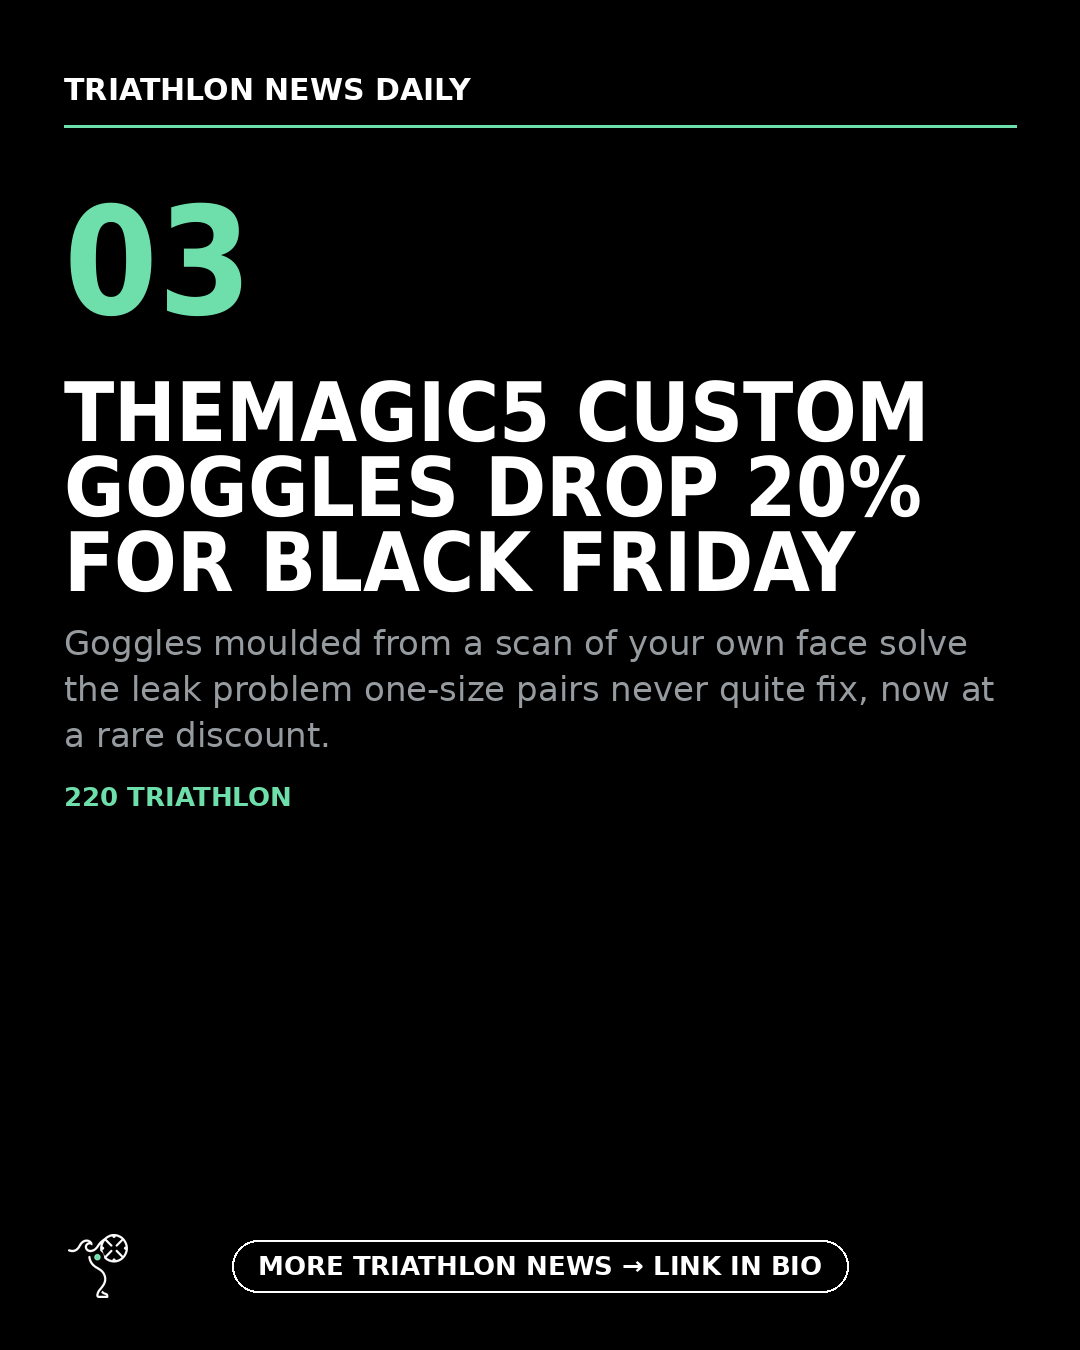 TRIATHLON NEWS DAILY
03
THEMAGIC5 CUSTOM
GOGGLES DROP 20%
FOR BLACK FRIDAY
Goggles moulded from a scan of your own face solve
the leak problem one-size pairs never quite fix, now at
a rare discount.
220 TRIATHLON
MORE TRIATHLON NEWS → LINK IN BIO